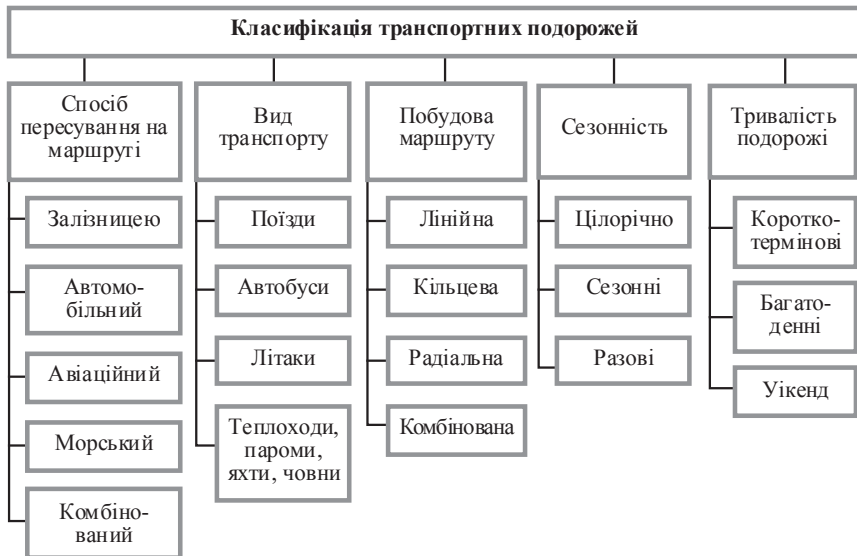 Класифікація транспортних подорожей
Спосіб
пересування на
маршруті
Залізницею
Автомо-
більний
Авіаційний
Морський
Комбіно-
ваний
Вид
транспорту
Поїзди
Автобуси
Літаки
Теплоходи,
пароми,
яхти, човни
Побудова
маршруту
Лінійна
Кільцева
Радіальна
Комбінована
Сезонність
Цілорічно
Сезонні
Разові
Тривалість
подорожі
Коротко-
термінові
Багато-
денні
Уікенд